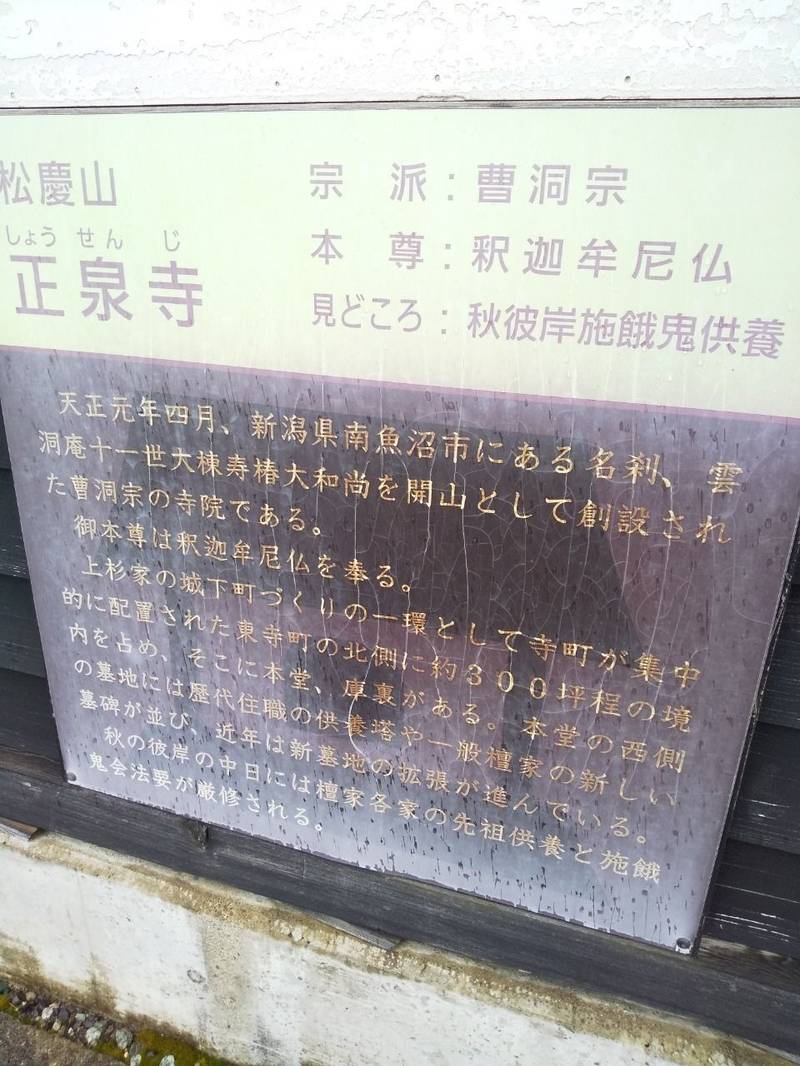 松慶山
しょうせんじ
正泉寺
宗　派：曹洞宗
本　尊：釈迦牟尼仏
見どころ：秋彼岸施餓鬼供養
天正元年四月、新潟県南魚沼市にある名刹、雲
洞庵十一世大棟寿椿大和尚を開山として創設され
た曹洞宗の寺院である。
御本尊は釈迦牟尼仏を奉る。
上杉家の城下町づくりの一環として寺町が集中
的に配置された東寺町の北側に約３００坪程の境
内を占め、そこに本堂、庫裏がある。本堂の西側
の墓地には歴代住職の供養塔や一般檀家の新しい
墓碑が並び、近年は新墓地の拡張が進んでいる。
秋の彼岸の中日には檀家各家の先祖供養と施餓
鬼会法要が厳修される。